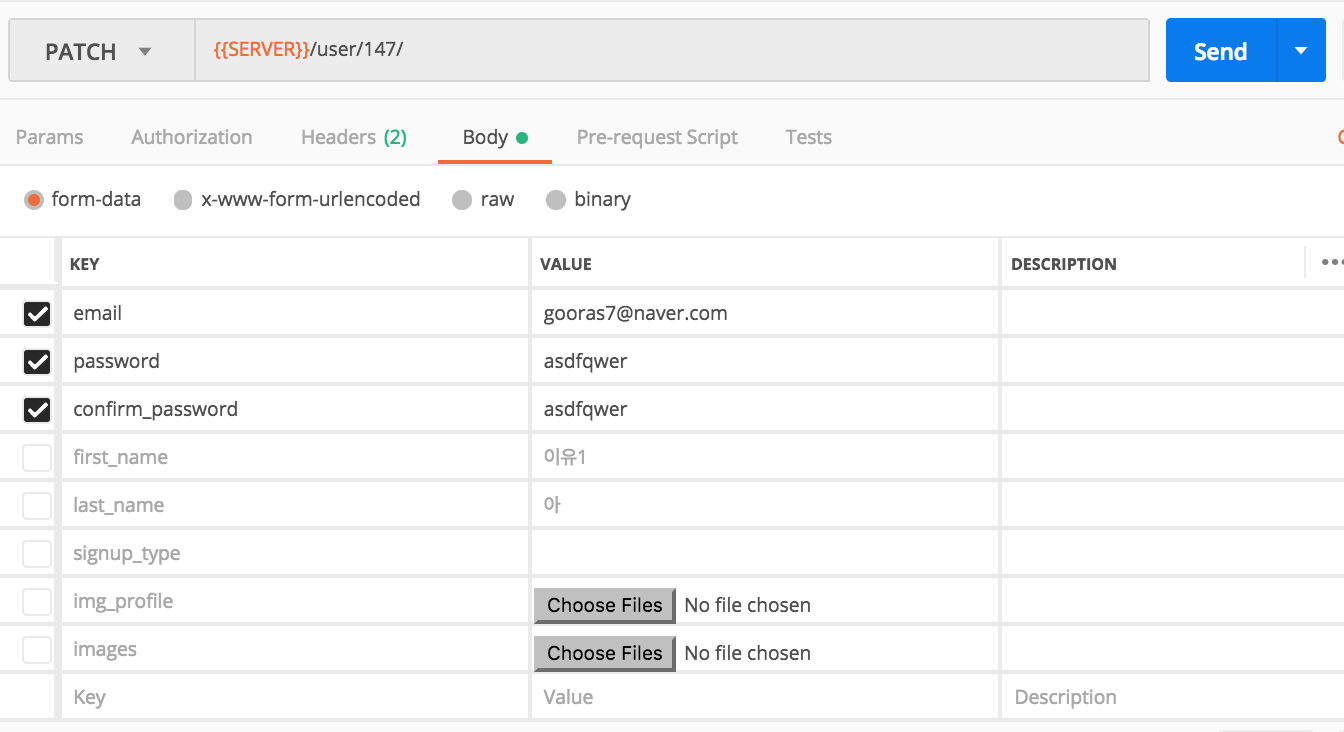 PATCH {{SERVER}}/user/147/ Send
Params Authorization Headers (2) Body Pre-request Script Tests
form-data x-www-form-urlencoded raw binary
KEY VALUE DESCRIPTION
email gooras7@naver.com
password asdfqwer
confirm_password asdfqwer
first_name 이유1
last_name 아
signup_type
img_profile Choose Files No file chosen
images Choose Files No file chosen
Key Value Description